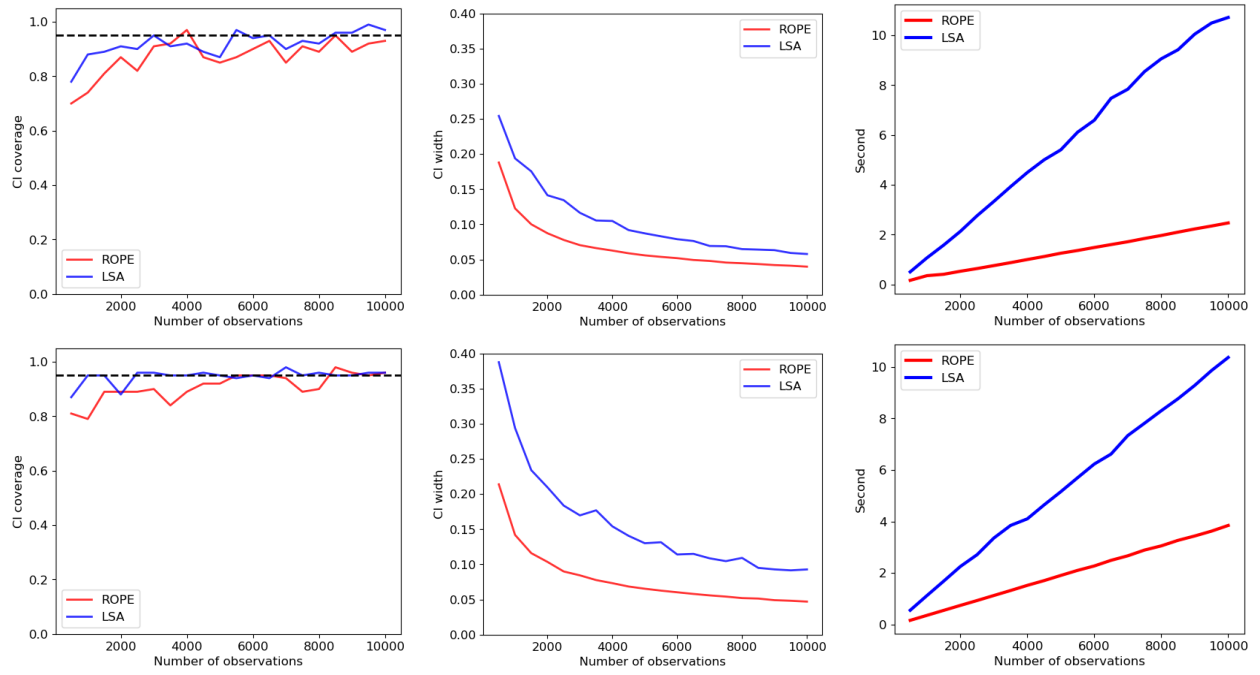 1.0
0.8
0.6
0.4
0.2
0.0
CI coverage
ROPE
LSA
2000 4000 6000 8000 10000
Number of observations
0.40
0.35
0.30
0.25
0.20
0.15
0.10
0.05
0.00
CI width
ROPE
LSA
2000 4000 6000 8000 10000
Number of observations
10
8
6
4
2
0
Second
ROPE
LSA
2000 4000 6000 8000 10000
Number of observations
1.0
0.8
0.6
0.4
0.2
0.0
CI coverage
ROPE
LSA
2000 4000 6000 8000 10000
Number of observations
0.40
0.35
0.30
0.25
0.20
0.15
0.10
0.05
0.00
CI width
ROPE
LSA
2000 4000 6000 8000 10000
Number of observations
10
8
6
4
2
0
Second
ROPE
LSA
2000 4000 6000 8000 10000
Number of observations